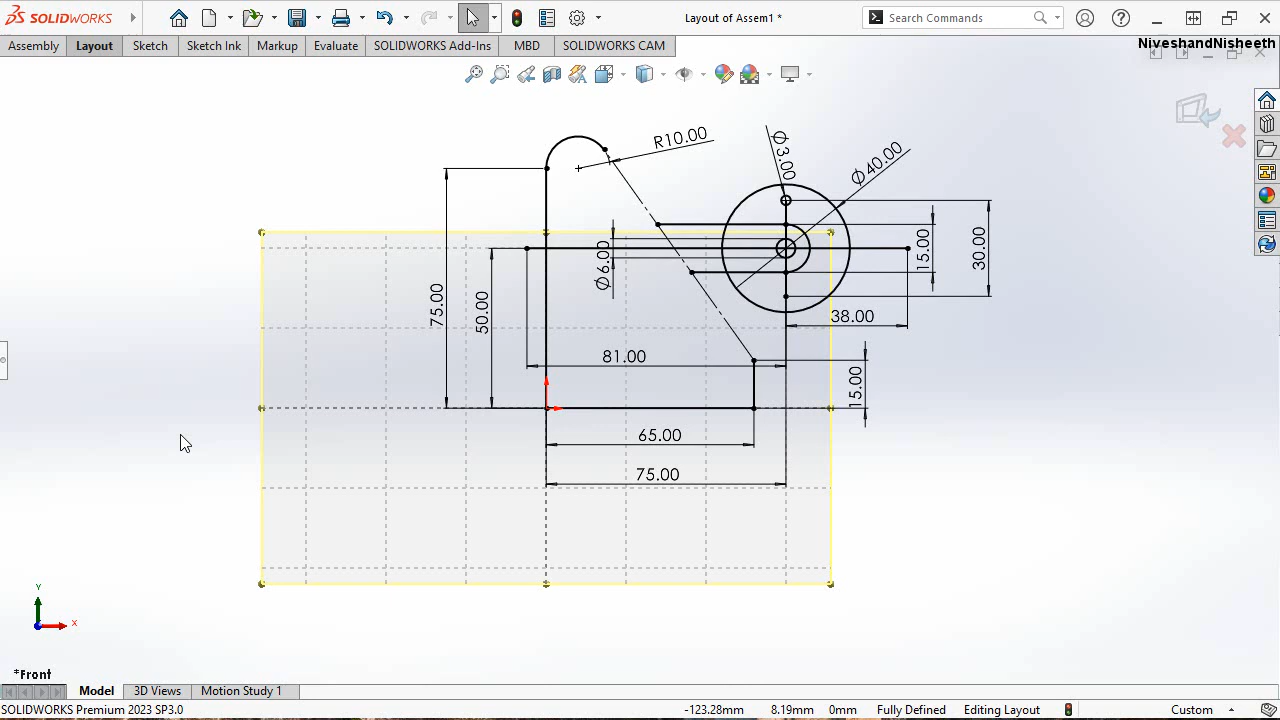 SOLIDWORKS
Layout of Assem1 *
Search Commands
Assembly
Layout
Sketch
Sketch Ink
Markup
Evaluate
SOLIDWORKS Add-Ins
MBD
SOLIDWORKS CAM
NiveshandNisheeth
R10.00
Ø3.00
Ø40.00
Ø6.00
15.00
30.00
75.00
50.00
38.00
81.00
15.00
65.00
75.00
Y
X
*Front
Model
3D Views
Motion Study 1
SOLIDWORKS Premium 2023 SP3.0
-123.28mm
8.19mm
0mm
Fully Defined
Editing Layout
Custom